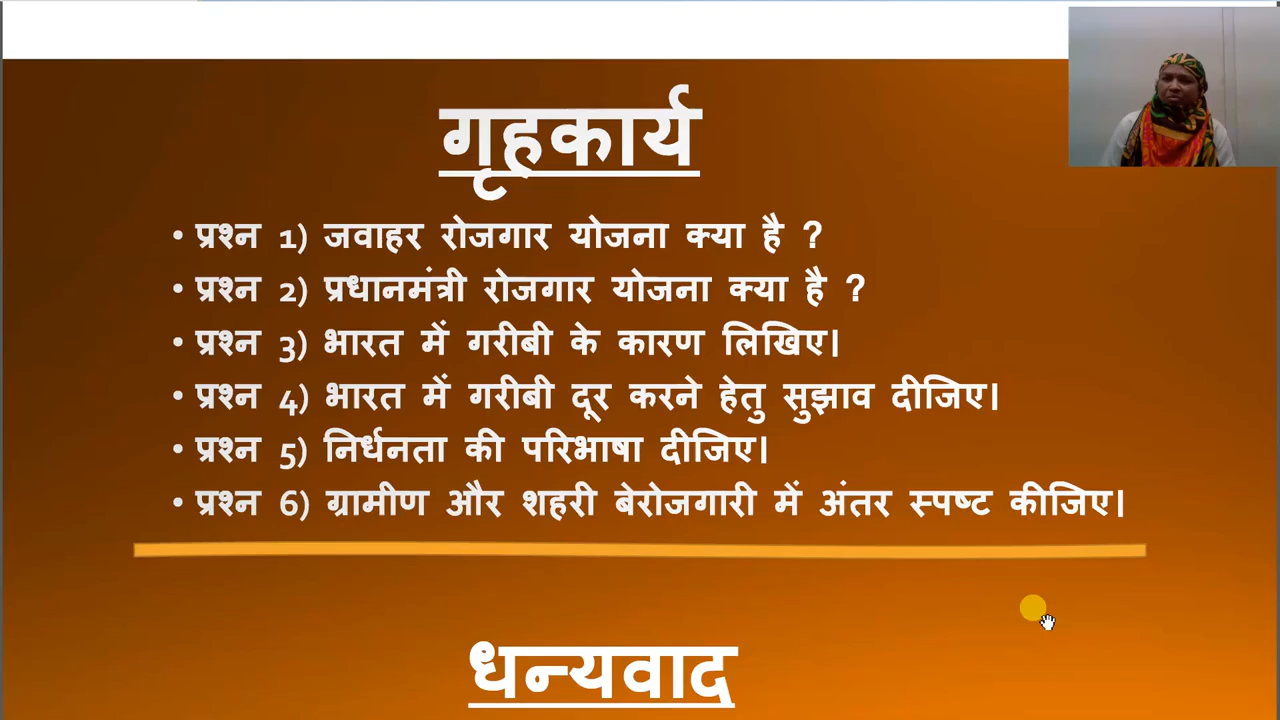 गृहकार्य
• प्रश्न 1) जवाहर रोजगार योजना क्या है ?
• प्रश्न 2) प्रधानमंत्री रोजगार योजना क्या है ?
• प्रश्न 3) भारत में गरीबी के कारण लिखिए।
• प्रश्न 4) भारत में गरीबी दूर करने हेतु सुझाव दीजिए।
• प्रश्न 5) निर्धनता की परिभाषा दीजिए।
• प्रश्न 6) ग्रामीण और शहरी बेरोजगारी में अंतर स्पष्ट कीजिए।
धन्यवाद